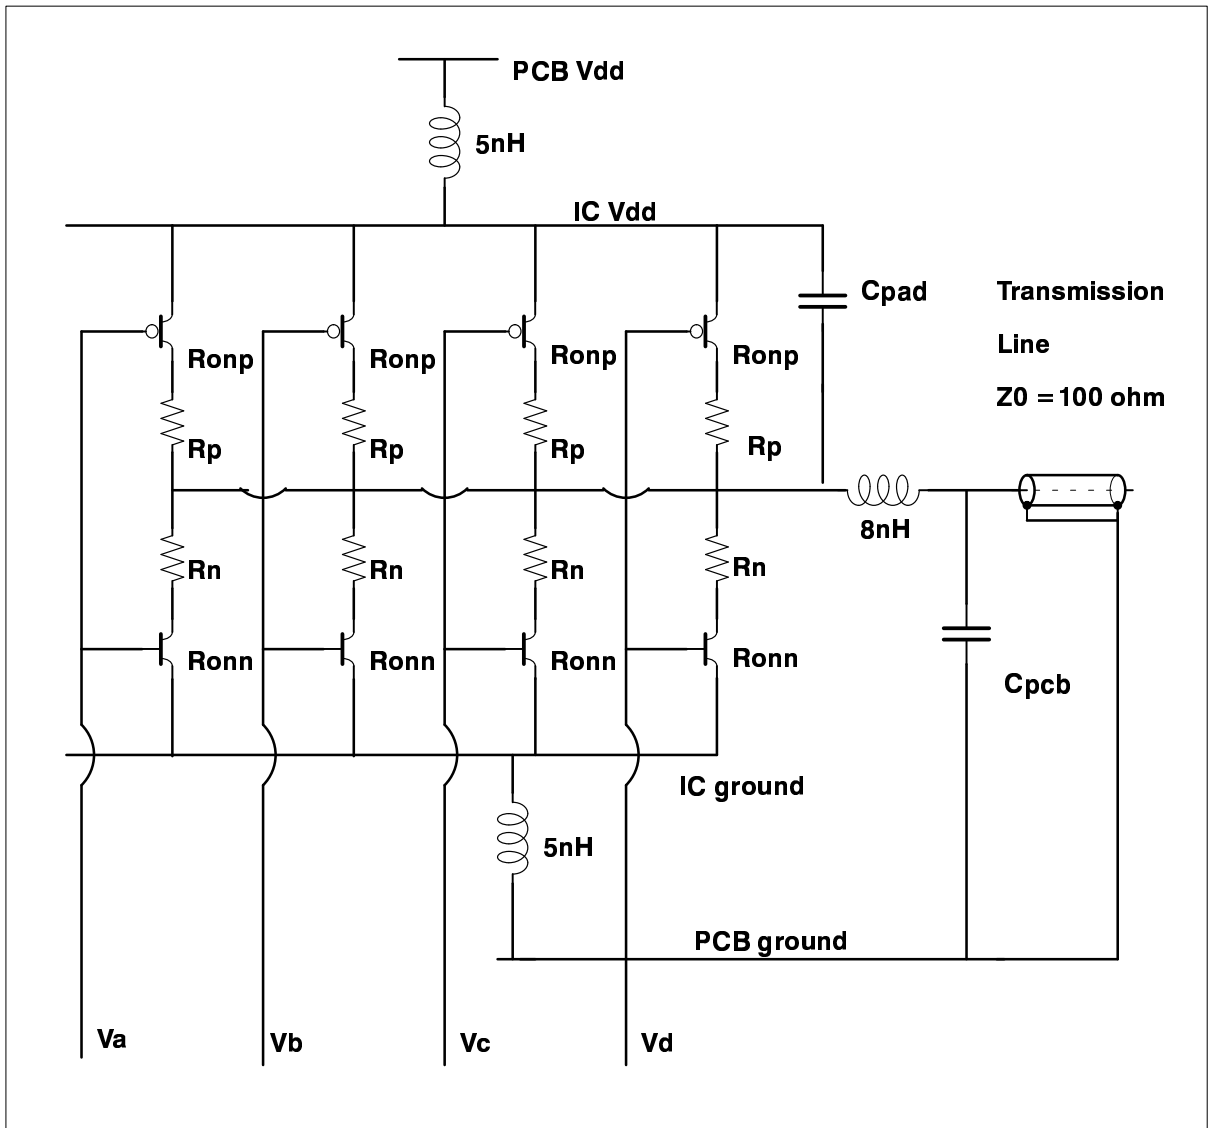 PCB Vdd
5nH
IC Vdd
Cpad
Transmission
Line
Z0 = 100 ohm
Ronp
Ronp
Ronp
Ronp
Rp
Rp
Rp
Rp
8nH
Rn
Rn
Rn
Rn
Ronn
Ronn
Ronn
Ronn
Cpcb
IC ground
5nH
PCB ground
Va
Vb
Vc
Vd